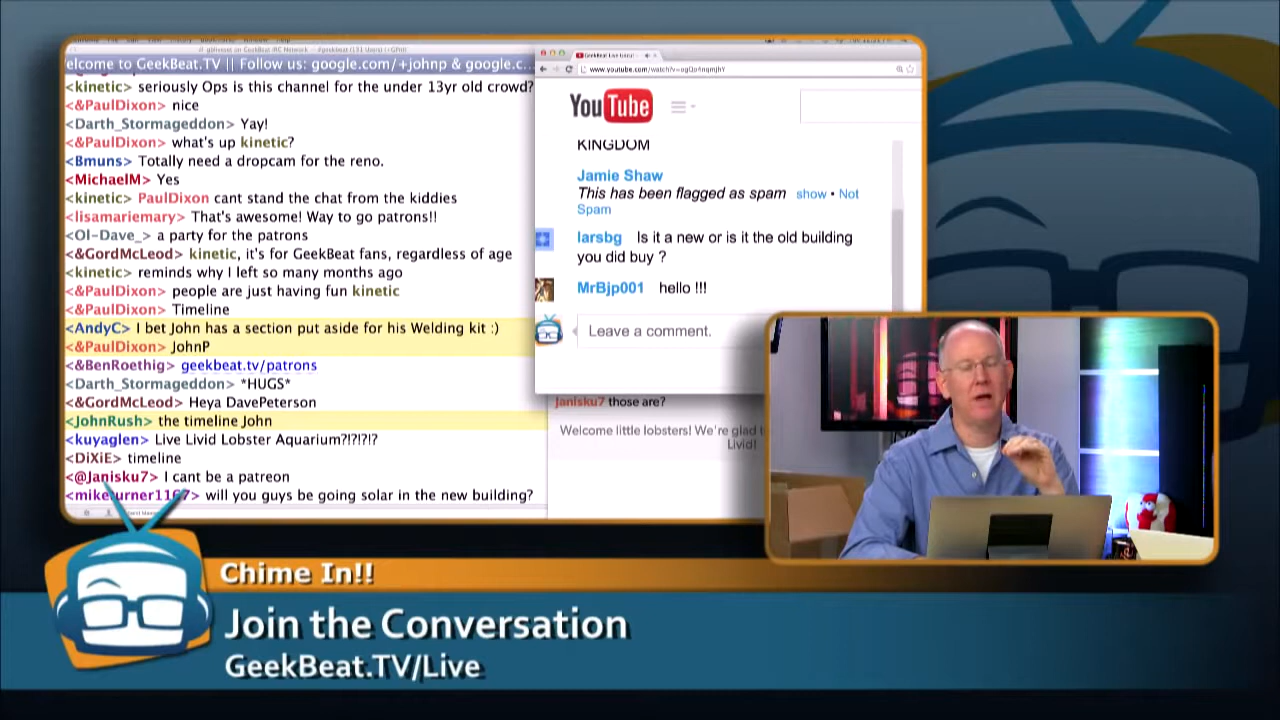 elcome to GeekBeat.TV || Follow us: google.com/+johnp & google.c...
<kinetic> seriously Ops is this channel for the under 13yr old crowd?
<&PaulDixon> nice
<Darth_Stormageddon> Yay!
<&PaulDixon> what's up kinetic?
<Bmuns> Totally need a dropcam for the reno.
<MichaelM> Yes
<kinetic> PaulDixon cant stand the chat from the kiddies
<lisamariemary> That's awesome! Way to go patrons!!
<Ol-Dave_> a party for the patrons
<&GordMcLeod> kinetic, it's for GeekBeat fans, regardless of age
<kinetic> reminds why I left so many months ago
<&PaulDixon> people are just having fun kinetic
<&PaulDixon> Timeline
<AndyC> I bet John has a section put aside for his Welding kit :)
<&PaulDixon> JohnP
<&BenRoethig> geekbeat.tv/patrons
<Darth_Stormageddon> *HUGS*
<&GordMcLeod> Heya DavePeterson
<JohnRush> the timeline John
<kuyaglen> Live Livid Lobster Aquarium?!?!?!?
<DiXiE> timeline
<@Janisku7> I cant be a patreon
will you guys be going solar in the new building?
YouTube
KINGDOM
Jamie Shaw
This has been flagged as spam show • Not
Spam
larsbg Is it a new or is it the old building
you did buy ?
MrBjp001 hello !!!
Leave a comment.
Janisku7 those are?
Welcome little lobsters! We're glad
Livid!
Chime In!!
Join the Conversation
GeekBeat.TV/Live